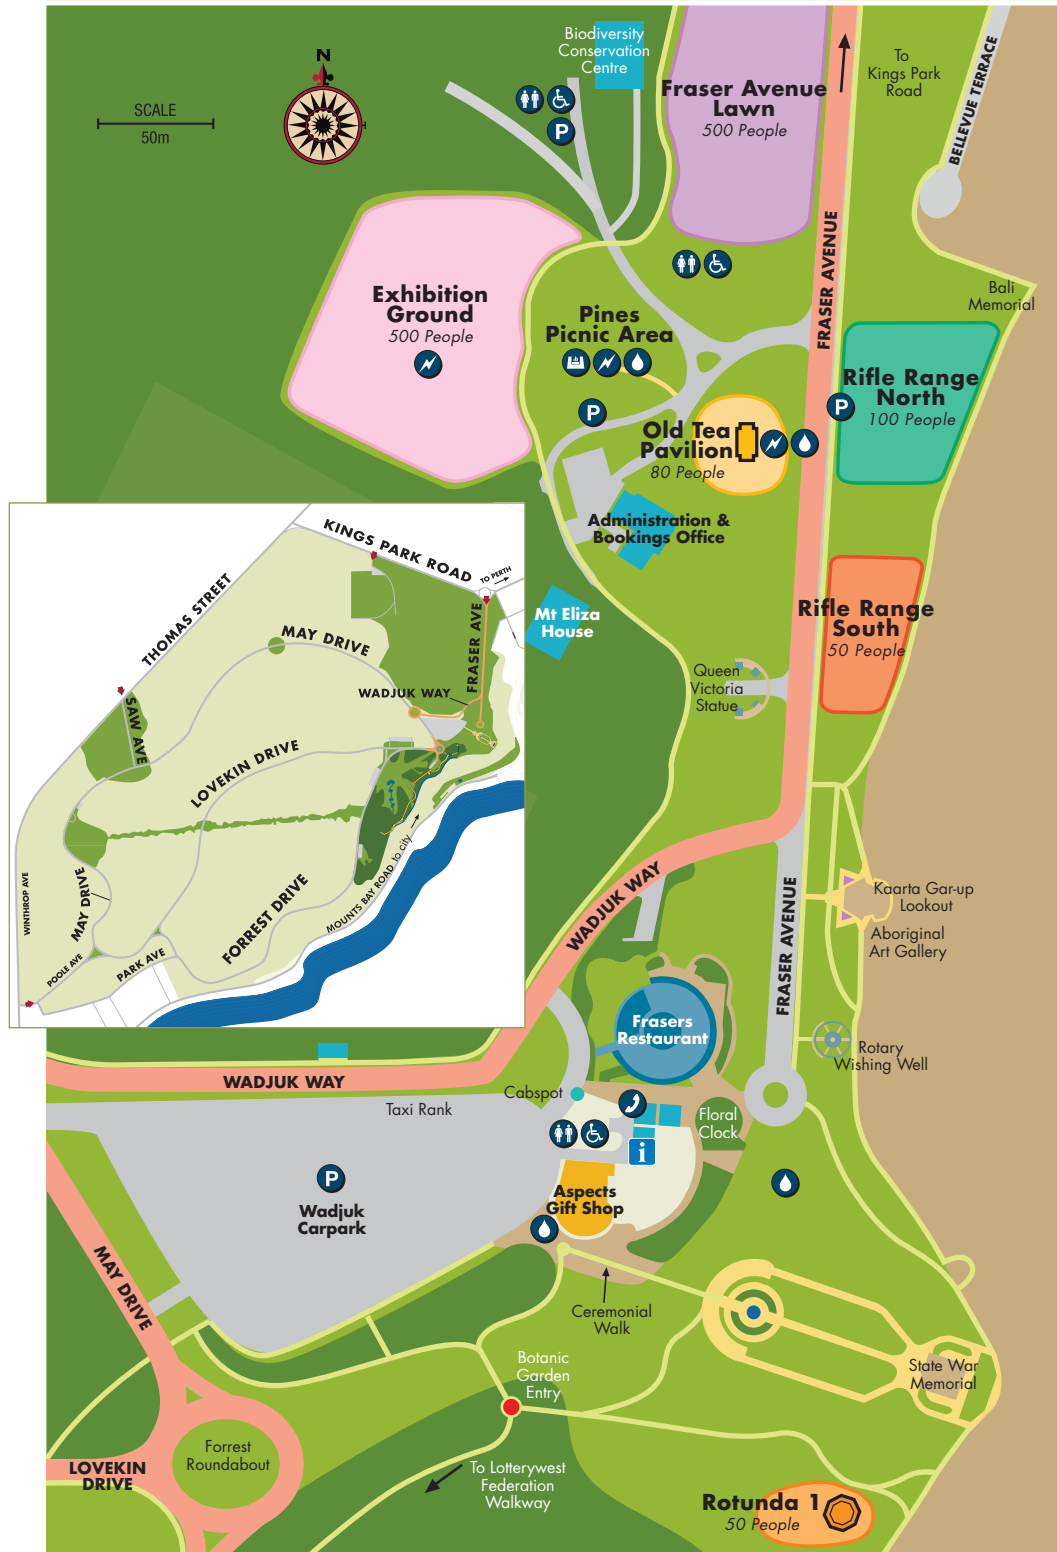 Biodiversity
Conservation
Centre
N
SCALE
50m
Fraser Avenue
Lawn
500 People
To
Kings Park
Road
BELLEVUE TERRACE
P
FRASER AVENUE
Bali
Memorial
Exhibition
Ground
500 People
Pines
Picnic Area
P
Rifle Range
North
100 People
P
Old Tea
Pavilion
80 People
Administration &
Bookings Office
Mt Eliza
House
Rifle Range
South
50 People
Queen
Victoria
Statue
KINGS PARK ROAD
TO PERTH
THOMAS STREET
MAY DRIVE
FRASER AVE
WADJUK WAY
SAW AVE
LOVEKIN DRIVE
MOUNTS BAY ROAD to city
WINTHROP AVE
MAY DRIVE
FORREST DRIVE
POOLE AVE
PARK AVE
WADJUK WAY
FRASER AVENUE
Kaarta Gar-up
Lookout
Aboriginal
Art Gallery
Frasers
Restaurant
Rotary
Wishing Well
WADJUK WAY
Taxi Rank
Cabspot
Floral
Clock
i
P
Wadjuk
Carpark
Aspects
Gift Shop
MAY DRIVE
Ceremonial
Walk
Botanic
Garden
Entry
State War
Memorial
Forrest
Roundabout
LOVEKIN
DRIVE
To Lotterywest
Federation
Walkway
Rotunda 1
50 People